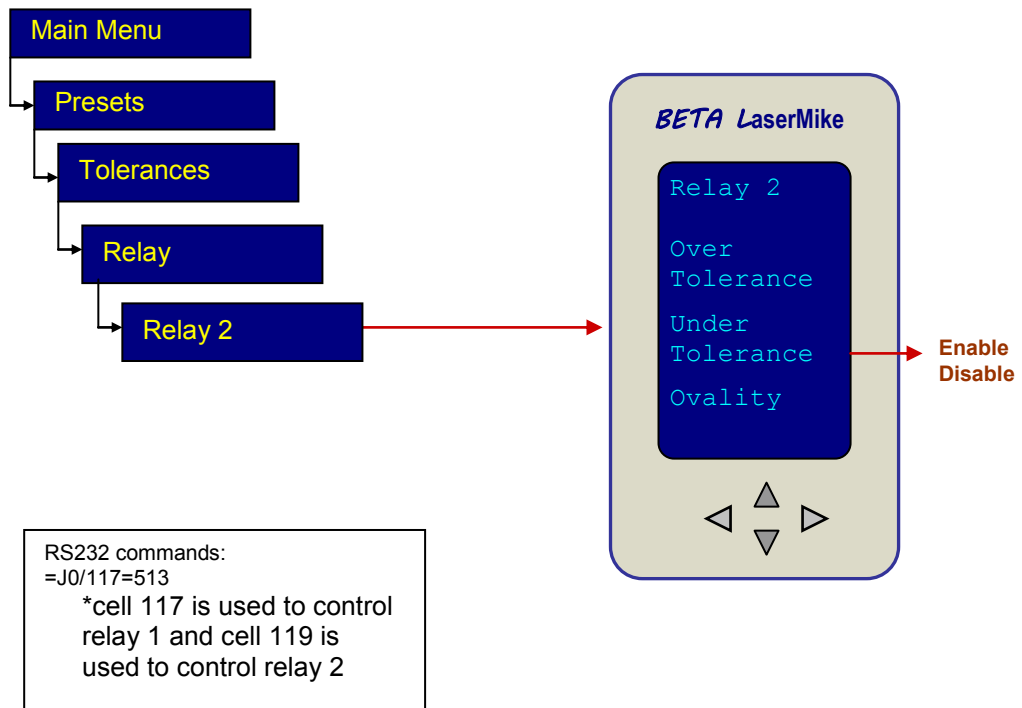 Main Menu
Presets
Tolerances
Relay
Relay 2
BETA LaserMike
Relay 2
Over
Tolerance
Under
Tolerance
Ovality
Enable
Disable
RS232 commands:
=J0/117=513
*cell 117 is used to control
relay 1 and cell 119 is
used to control relay 2